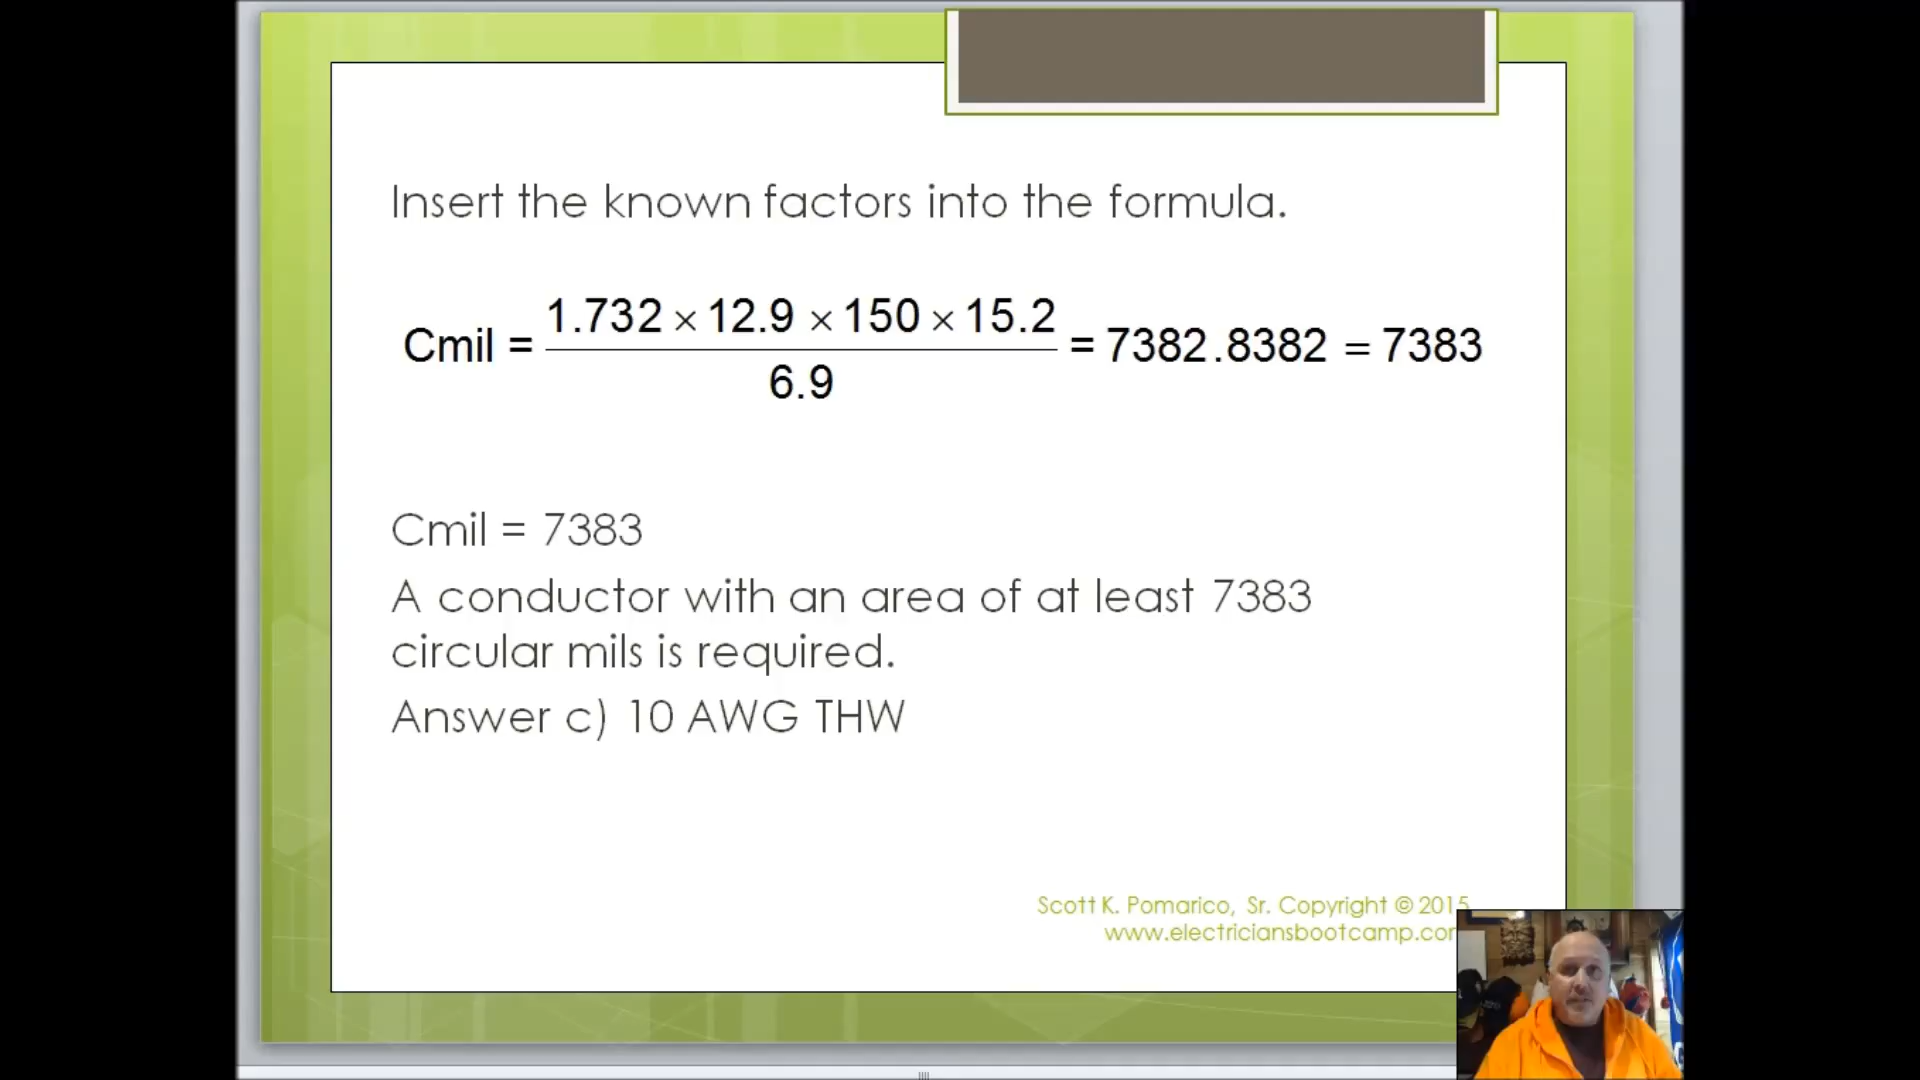 Insert the known factors into the formula.
Cmil = 1.732 × 12.9 × 150 × 15.2 / 6.9 = 7382.8382 = 7383
Cmil = 7383
A conductor with an area of at least 7383
circular mils is required.
Answer c) 10 AWG THW
Scott K. Pomarico, Sr. Copyright © 2015
www.electriciansbootcamp.com